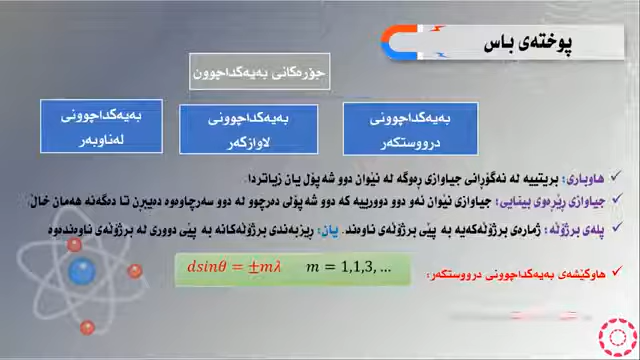 پوختەی باس
جۆرەکانی بەیەکداچوون
بەیەکداچوونی درووستکەر
بەیەکداچوونی لاوازکەر
بەیەکداچوونی لەناوبەر
هاوباری: بریتییە لە نەگۆڕانی جیاوازی ڕەوگە لە نێوان دوو شەپۆل یان زیاتردا.
جیاوازی ڕێڕەوی بینایی: جیاوازی نێوان ئەو دوو دوورییە کە دوو شەپۆلی دەرچوو لە دوو سەرچاوەوە دەیبڕن تا دەگەنە هەمان خاڵ.
پلەی برژۆڵە: ژمارەی برژۆڵەکەیە بە پێی برژۆڵەی ناوەند. یان: ڕیزبەندی برژۆڵەکانە بە پێی دووری لە برژۆڵەی ناوەندەوە
هاوکێشەی بەیەکداچوونی درووستکەر:
dsinθ = ±mλ m = 1,1,3, ...